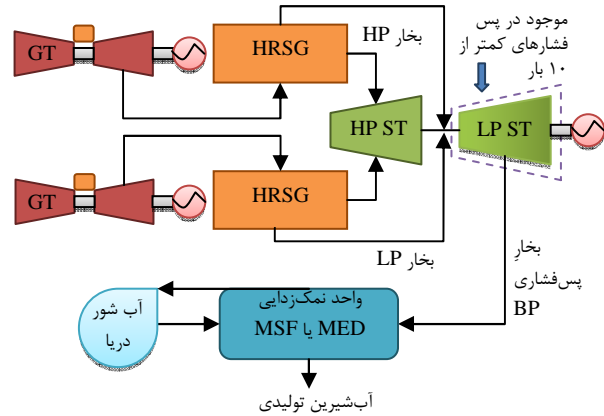 موجود در پس
فشارهای کمتر از
۱۰ بار
GT
HRSG
بخار HP
HP ST
LP ST
GT
HRSG
بخار LP
بخارِ
پس‌فشاری
BP
واحد نمک‌زدایی
MSF یا MED
آب شور
دریا
آب‌شیرین تولیدی